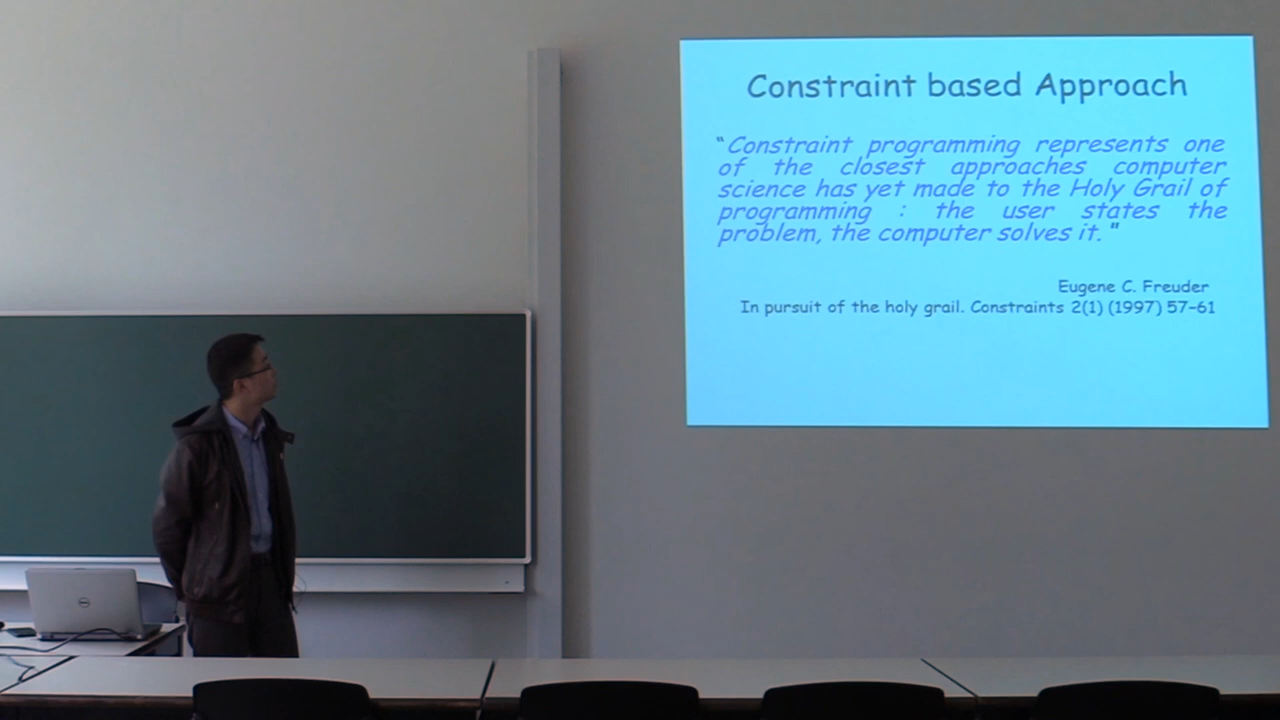 Constraint based Approach
"Constraint programming represents one
of the closest approaches computer
science has yet made to the Holy Grail of
programming : the user states the
problem, the computer solves it. "
Eugene C. Freuder
In pursuit of the holy grail. Constraints 2(1) (1997) 57–61
DELL